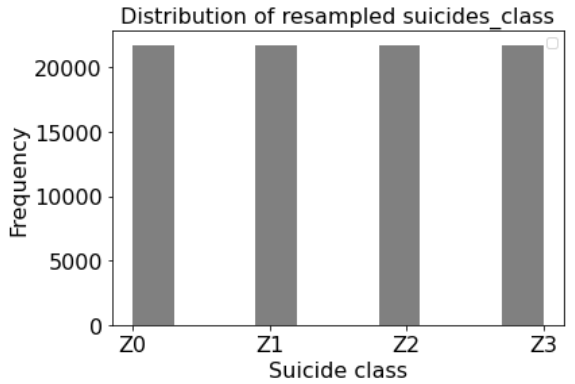 Distribution of resampled suicides_class
20000
15000
10000
5000
0
Frequency
Z0 Z1 Z2 Z3
Suicide class